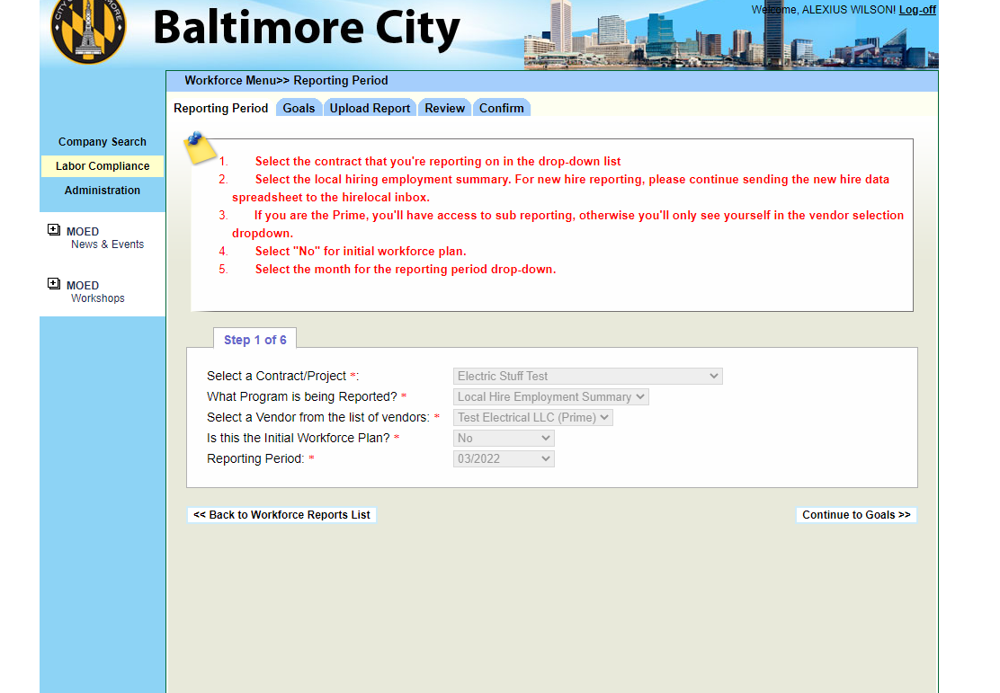 CITY OF BALTIMORE
Baltimore City
Welcome, ALEXIUS WILSON! Log-off
Workforce Menu>> Reporting Period
Reporting Period Goals Upload Report Review Confirm
Company Search
Labor Compliance
Administration
MOED
News & Events
MOED
Workshops
1. Select the contract that you're reporting on in the drop-down list
2. Select the local hiring employment summary. For new hire reporting, please continue sending the new hire data
spreadsheet to the hirelocal inbox.
3. If you are the Prime, you'll have access to sub reporting, otherwise you'll only see yourself in the vendor selection
dropdown.
4. Select "No" for initial workforce plan.
5. Select the month for the reporting period drop-down.
Step 1 of 6
Select a Contract/Project *: Electric Stuff Test
What Program is being Reported? * Local Hire Employment Summary
Select a Vendor from the list of vendors: * Test Electrical LLC (Prime)
Is this the Initial Workforce Plan? * No
Reporting Period: * 03/2022
<< Back to Workforce Reports List Continue to Goals >>